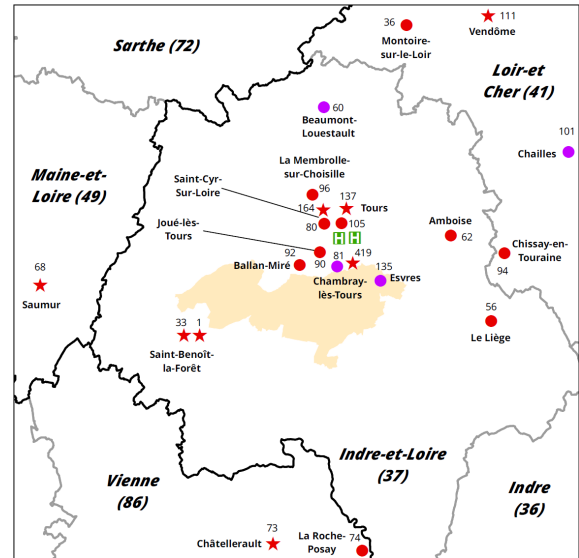 36
111
Vendôme
Montoire-
sur-le-Loir
Sarthe (72)
Loir-et
Cher (41)
60
Beaumont-
Louestault
101
Chailles
Maine-et-
Loire (49)
La Membrolle-
sur-Choisille
Saint-Cyr-
Sur-Loire
96
137
164
Tours
80
105
Joué-lès-
Tours
H H
Amboise
62
Chissay-en-
Touraine
94
92
Ballan-Miré
90
81
419
Chambray-
lès-Tours
135
Esvres
68
Saumur
56
Le Liège
33
1
Saint-Benoît-
la-Forêt
Indre-et-Loire
(37)
Vienne
(86)
Indre
(36)
73
Châtellerault
La Roche-
Posay
74